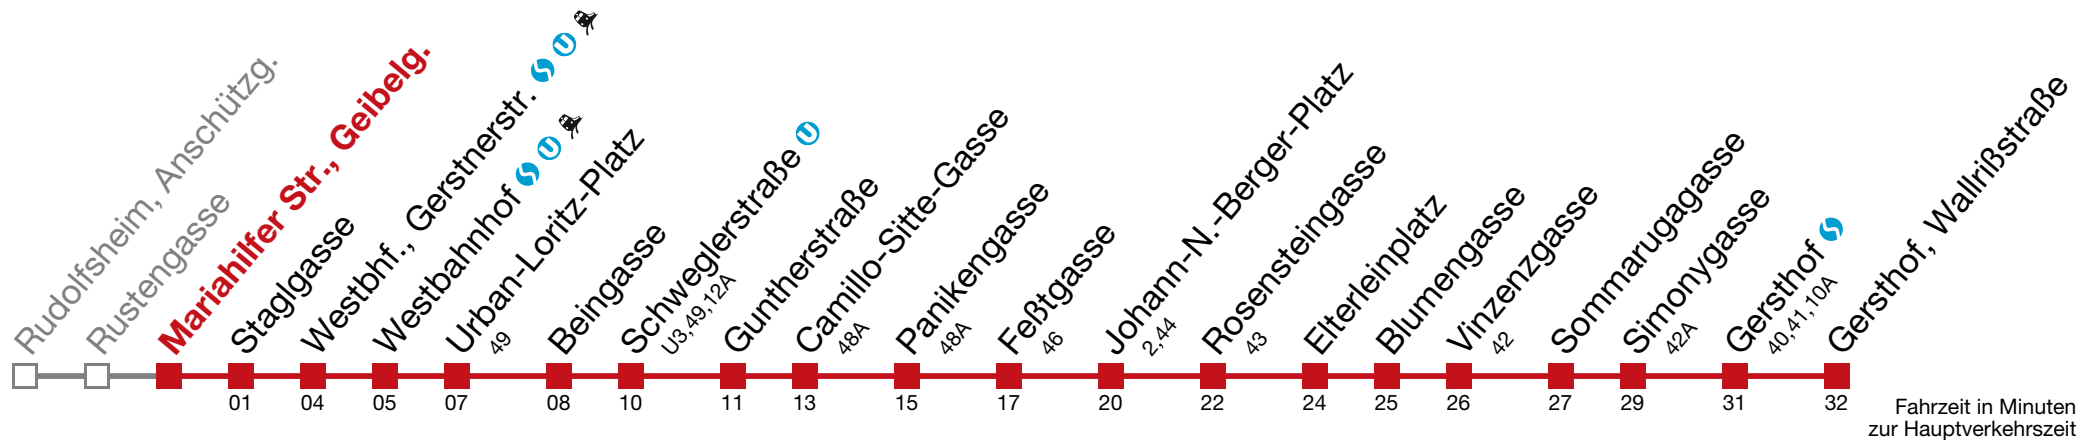 Rudolfsheim, Anschützg.
Rustengasse
Mariahilfer Str., Geibelg.
Staglgasse
Westbhf., Gerstnerstr.
Westbahnhof
Urban-Loritz-Platz
49
Beingasse
Schweglerstraße
U3,49,12A
Guntherstraße
Camillo-Sitte-Gasse
48A
Panikengasse
48A
Feßtgasse
46
Johann-N.-Berger-Platz
2,44
Rosensteingasse
43
Elterleinplatz
Blumengasse
Vinzenzgasse
42
Sommarugagasse
Simonygasse
42A
Gersthof
40,41,10A
Gersthof, Wallrißstraße
01 04 05 07 08 10 11 13 15 17 20 22 24 25 26 27 29 31 32
Fahrzeit in Minuten
zur Hauptverkehrszeit